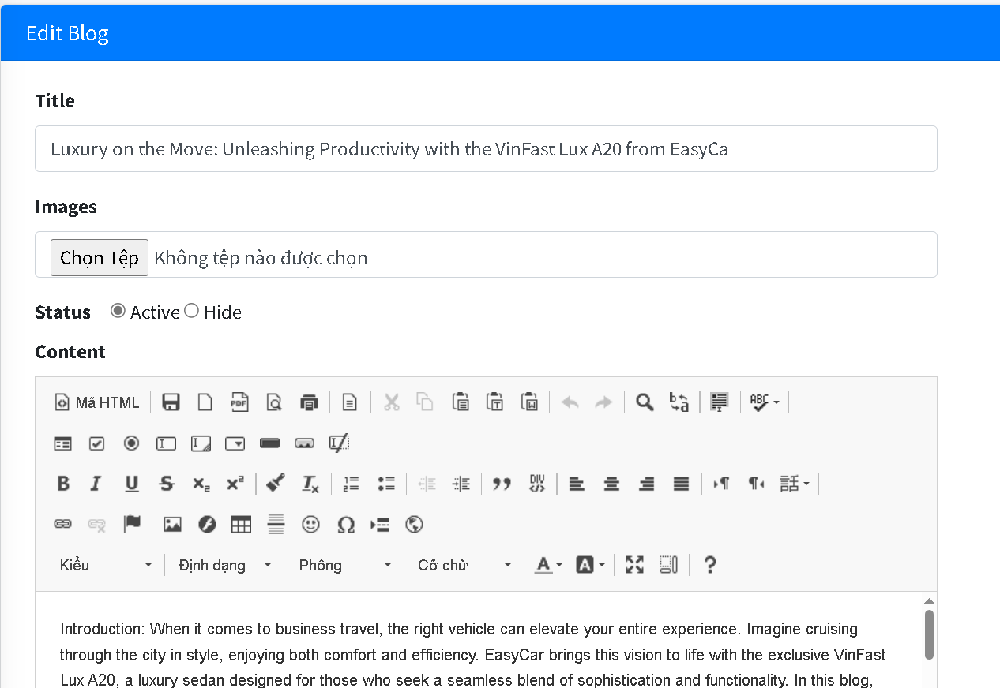 Edit Blog
Title
Luxury on the Move: Unleashing Productivity with the VinFast Lux A20 from EasyCa
Images
Chọn Tệp Không tệp nào được chọn
Status Active Hide
Content
Mã HTML
Kiểu Định dạng Phông Cỡ chữ
Introduction: When it comes to business travel, the right vehicle can elevate your entire experience. Imagine cruising
through the city in style, enjoying both comfort and efficiency. EasyCar brings this vision to life with the exclusive VinFast
Lux A20, a luxury sedan designed for those who seek a seamless blend of sophistication and functionality. In this blog,